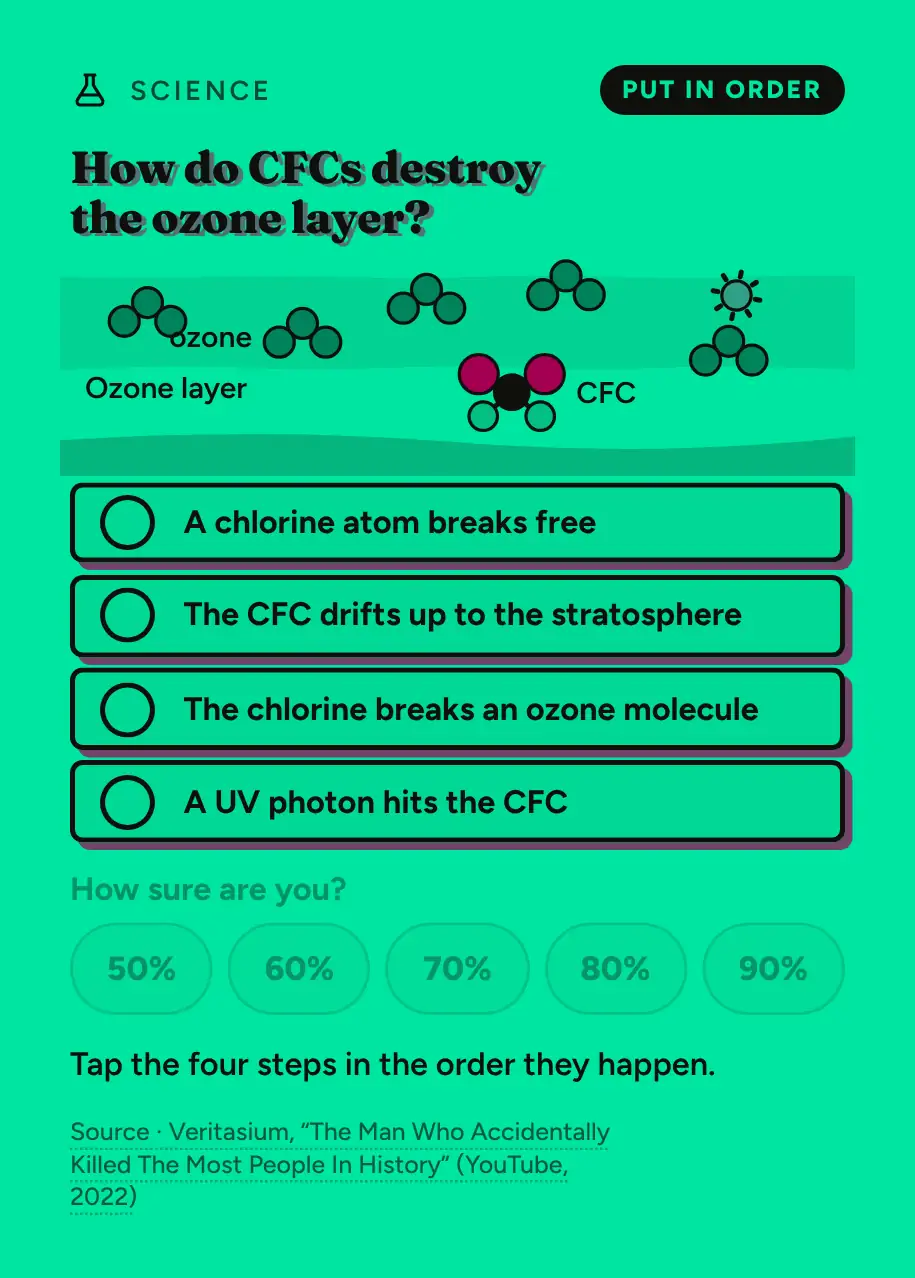 SCIENCE
PUT IN ORDER
How do CFCs destroy
the ozone layer?
ozone
Ozone layer
CFC
A chlorine atom breaks free
The CFC drifts up to the stratosphere
The chlorine breaks an ozone molecule
A UV photon hits the CFC
How sure are you?
50% 60% 70% 80% 90%
Tap the four steps in the order they happen.
Source · Veritasium, “The Man Who Accidentally
Killed The Most People In History” (YouTube,
2022)